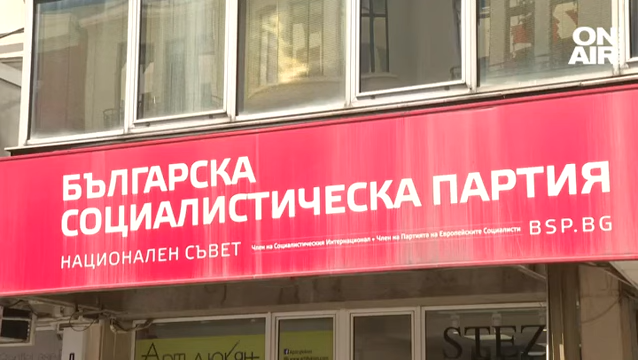 ON
AIR
БЪЛГАРСКА
СОЦИАЛИСТИЧЕСКА ПАРТИЯ
НАЦИОНАЛЕН СЪВЕТ Член на Социалистическия Интернационал • Член на Партията на Европейските Социалисти BSP.BG
STEZ